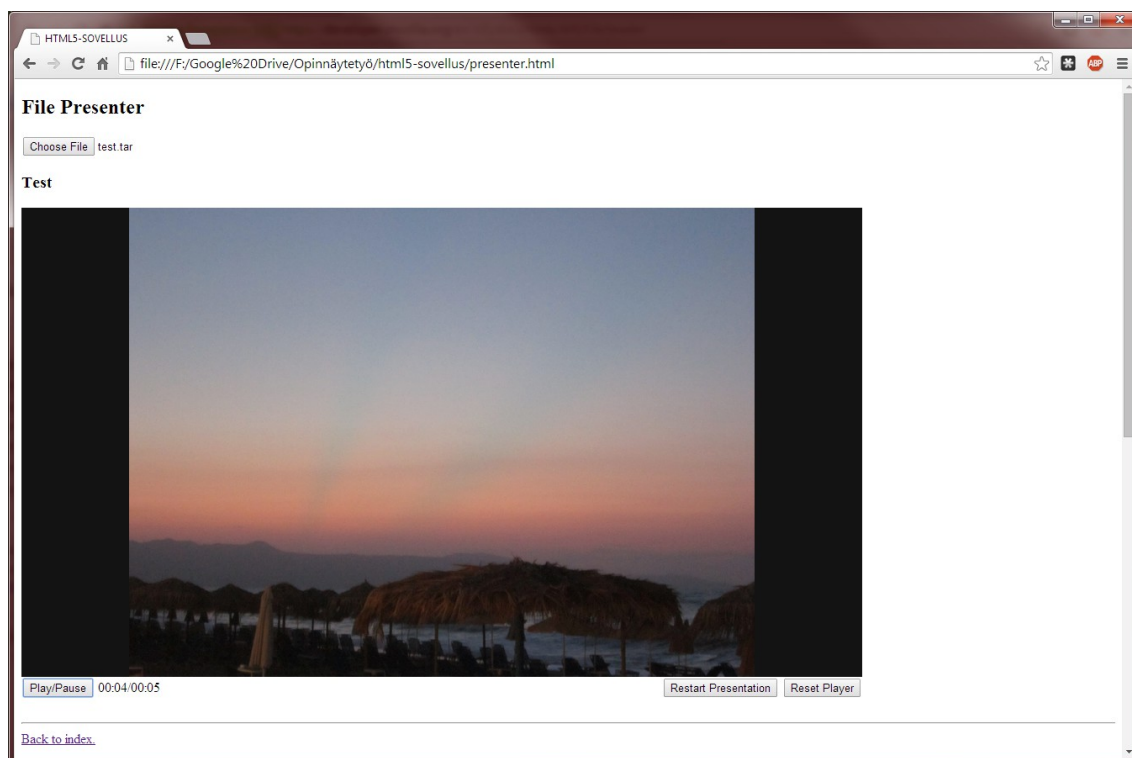 HTML5-SOVELLUS
file:///F:/Google%20Drive/Opinnäytetyö/html5-sovellus/presenter.html
ABP
File Presenter
Choose File test.tar
Test
Play/Pause 00:04/00:05 Restart Presentation Reset Player
Back to index.